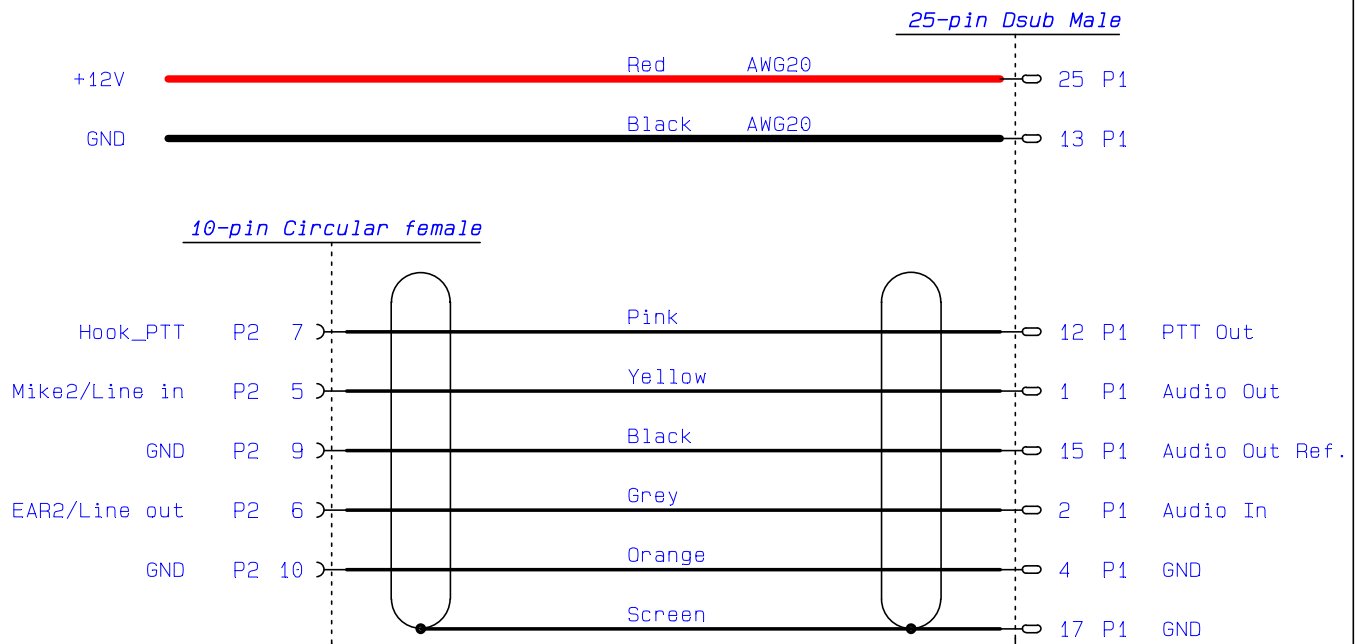 25-pin Dsub Male
+12V Red AWG20 25 P1
GND Black AWG20 13 P1
10-pin Circular female
Hook_PTT P2 7 Pink 12 P1 PTT Out
Mike2/Line in P2 5 Yellow 1 P1 Audio Out
GND P2 9 Black 15 P1 Audio Out Ref.
EAR2/Line out P2 6 Grey 2 P1 Audio In
GND P2 10 Orange 4 P1 GND
Screen 17 P1 GND